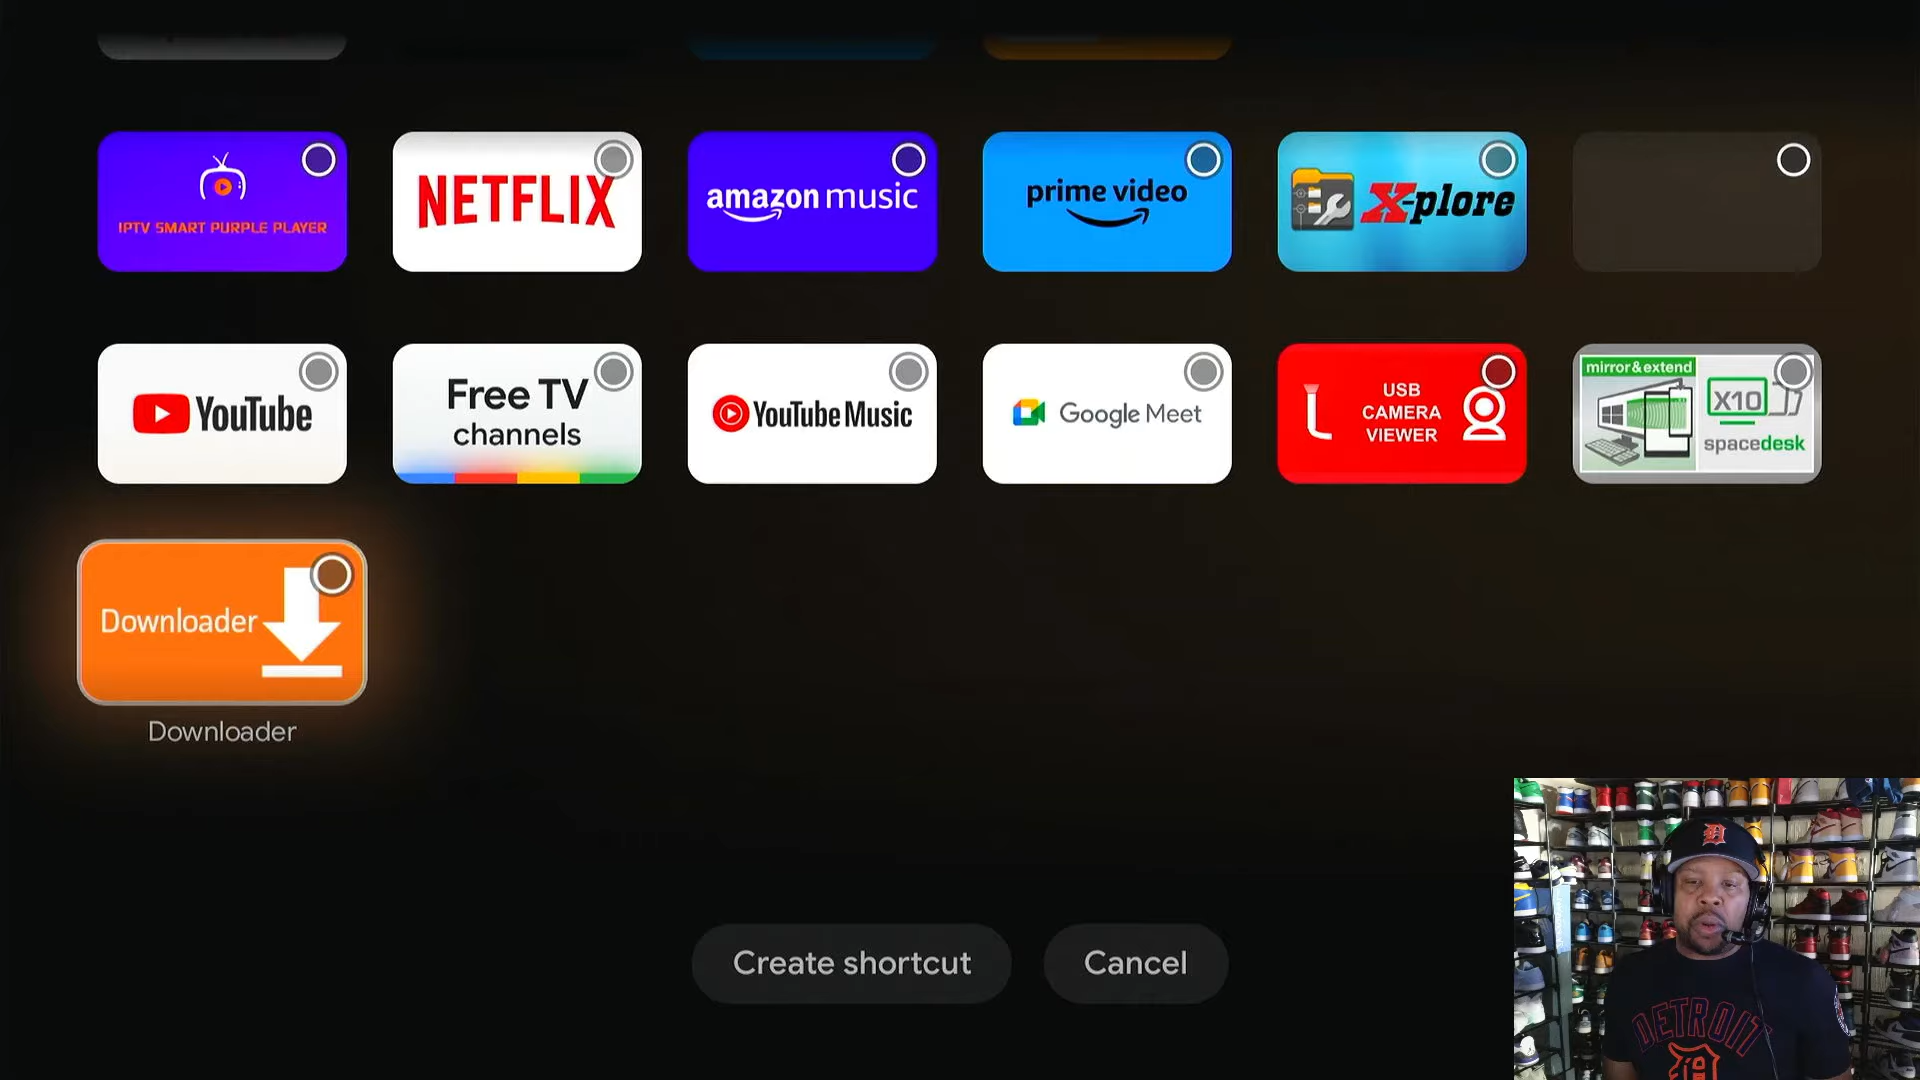 IPTV SMART PURPLE PLAYER
NETFLIX
amazon music
prime video
X-plore
YouTube
Free TV
channels
YouTube Music
Google Meet
USB
CAMERA
VIEWER
mirror&extend
X10
spacedesk
Downloader
Downloader
Create shortcut
Cancel
DETROIT